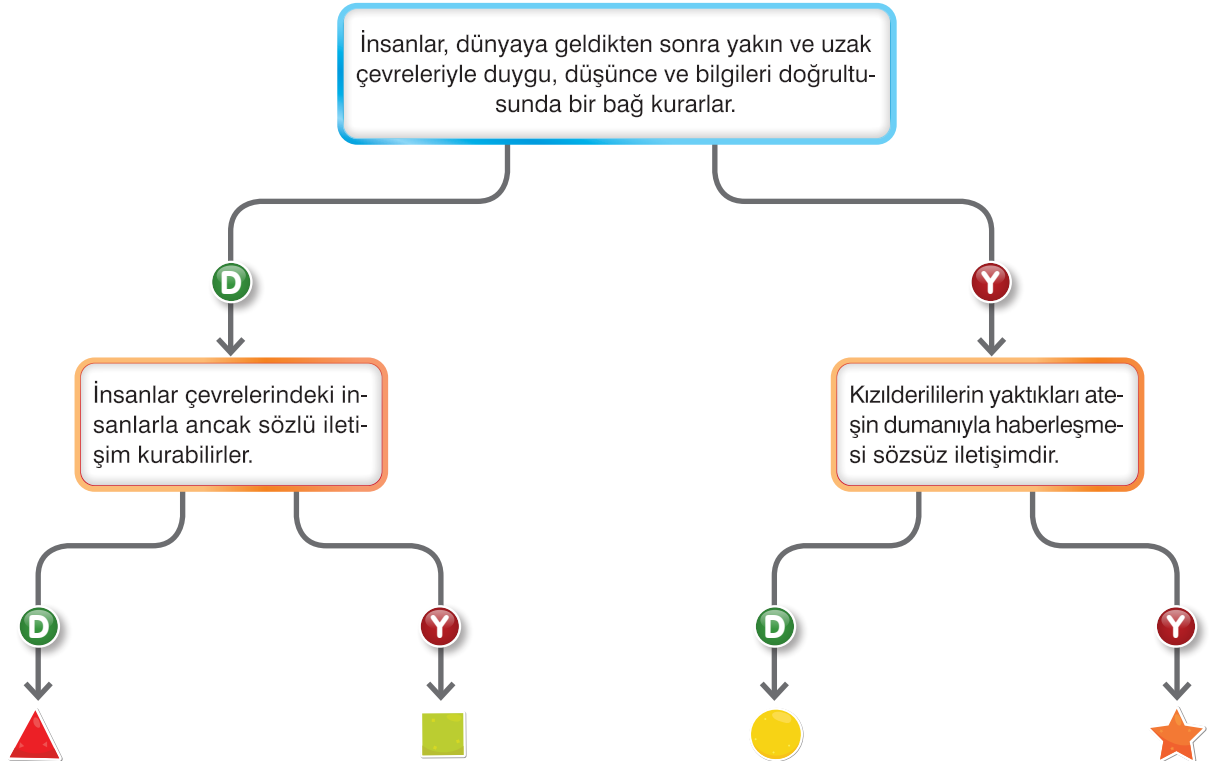 İnsanlar, dünyaya geldikten sonra yakın ve uzak
çevreleriyle duygu, düşünce ve bilgileri doğrultu-
sunda bir bağ kurarlar.
D
Y
İnsanlar çevrelerindeki in-
sanlarla ancak sözlü ileti-
şim kurabilirler.
Kızılderililerin yaktıkları ate-
şin dumanıyla haberleşme-
si sözsüz iletişimdir.
D
Y
D
Y